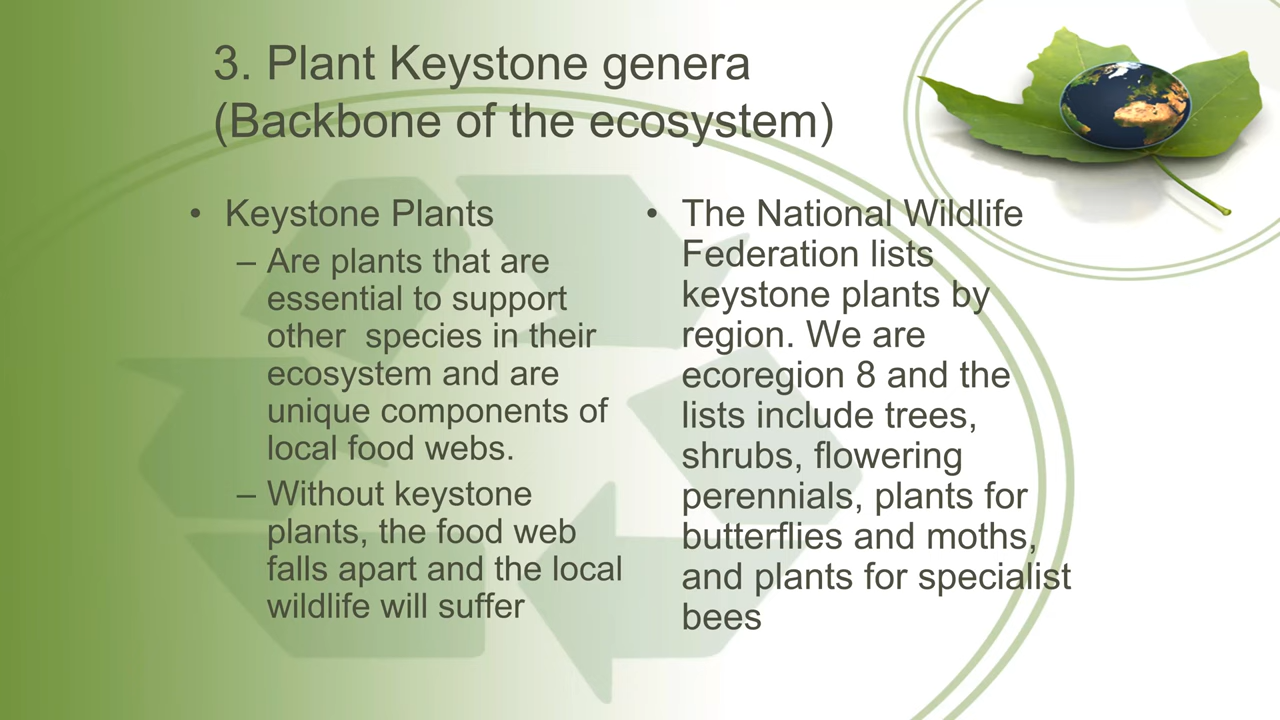 3. Plant Keystone genera
(Backbone of the ecosystem)
• Keystone Plants
– Are plants that are
essential to support
other  species in their
ecosystem and are
unique components of
local food webs.
– Without keystone
plants, the food web
falls apart and the local
wildlife will suffer
• The National Wildlife
Federation lists
keystone plants by
region. We are
ecoregion 8 and the
lists include trees,
shrubs, flowering
perennials, plants for
butterflies and moths,
and plants for specialist
bees